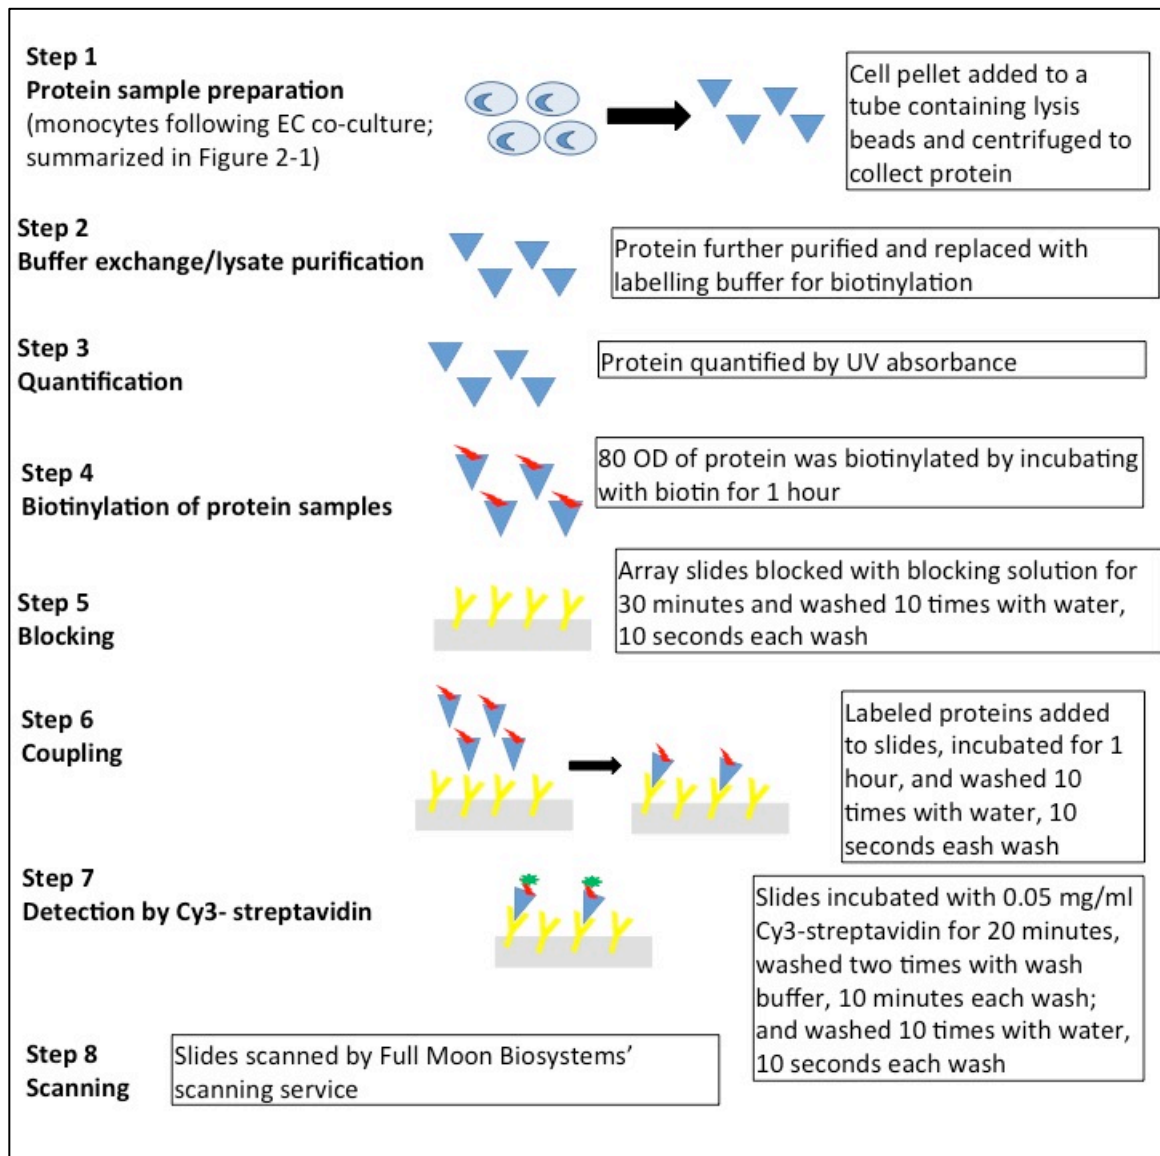 Step 1
Protein sample preparation
(monocytes following EC co-culture;
summarized in Figure 2-1)
Cell pellet added to a
tube containing lysis
beads and centrifuged to
collect protein
Step 2
Buffer exchange/lysate purification
Protein further purified and replaced with
labelling buffer for biotinylation
Step 3
Quantification
Protein quantified by UV absorbance
Step 4
Biotinylation of protein samples
80 OD of protein was biotinylated by incubating
with biotin for 1 hour
Step 5
Blocking
Array slides blocked with blocking solution for
30 minutes and washed 10 times with water,
10 seconds each wash
Step 6
Coupling
Labeled proteins added
to slides, incubated for 1
hour, and washed 10
times with water, 10
seconds eash wash
Step 7
Detection by Cy3- streptavidin
Slides incubated with 0.05 mg/ml
Cy3-streptavidin for 20 minutes,
washed two times with wash
buffer, 10 minutes each wash;
and washed 10 times with water,
10 seconds each wash
Step 8
Scanning
Slides scanned by Full Moon Biosystems’
scanning service